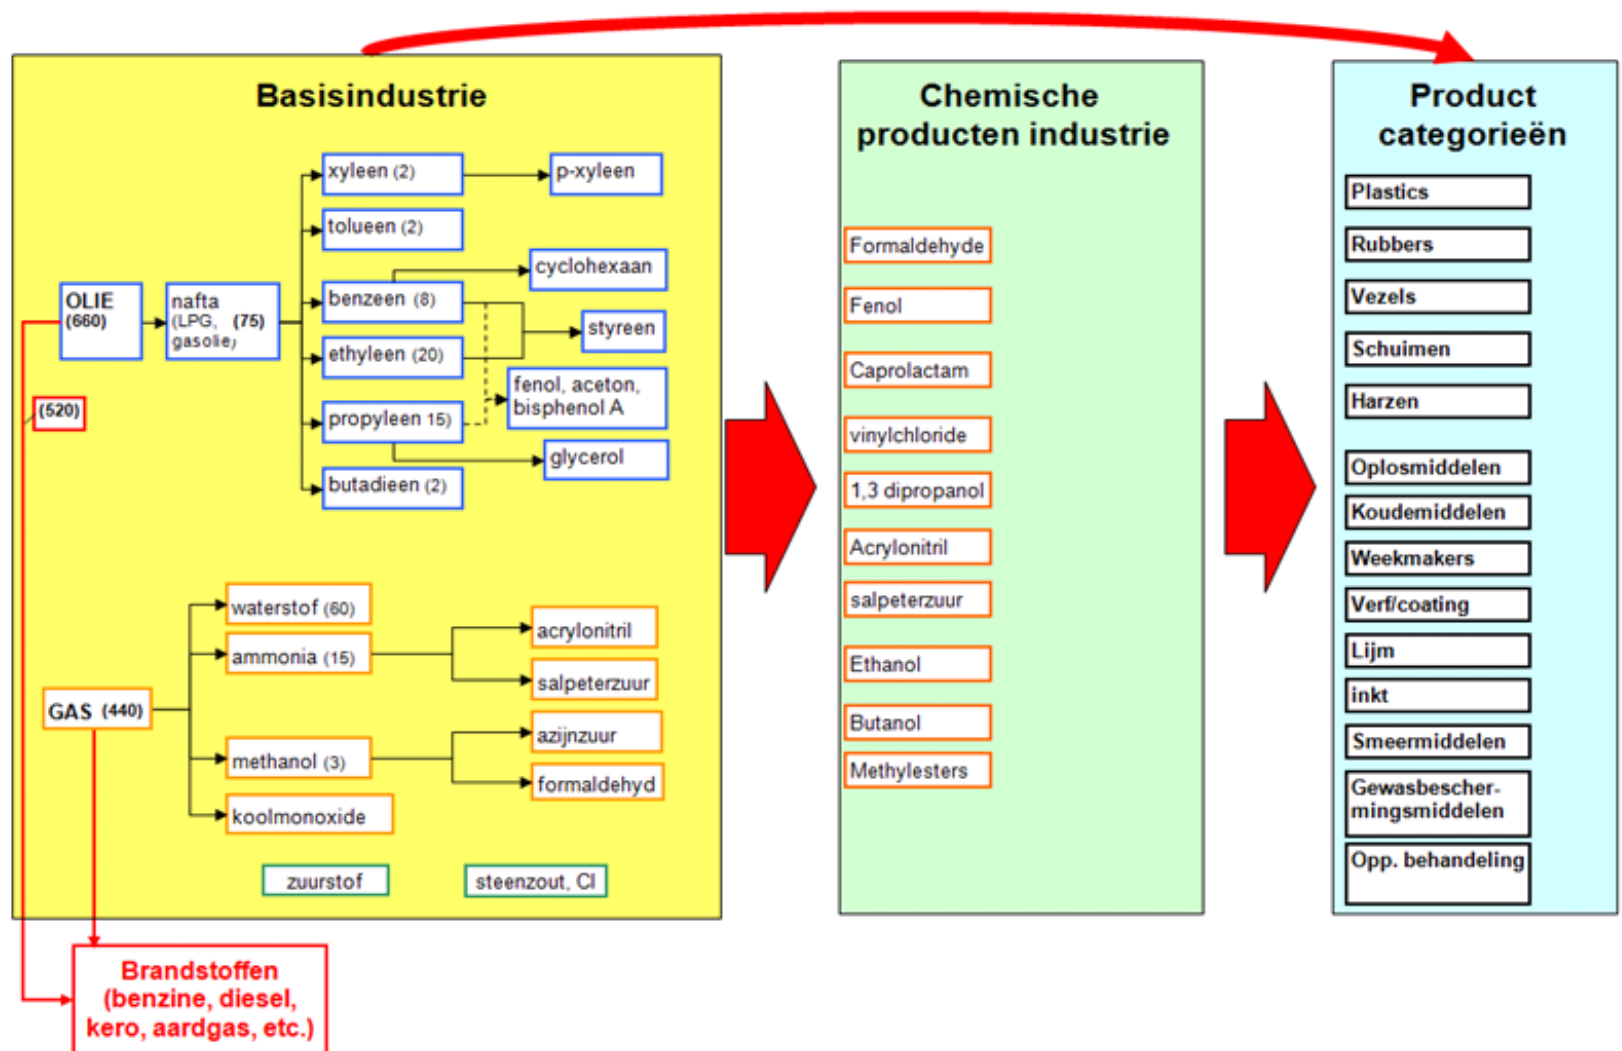 Basisindustrie
xyleen (2)
p-xyleen
tolueen (2)
cyclohexaan
OLIE
(660)
nafta
(LPG, (75)
gasolie)
benzeen (8)
styreen
ethyleen (20)
fenol, aceton,
bisphenol A
(520)
propyleen 15)
glycerol
butadieen (2)
waterstof (60)
acrylonitril
ammonia (15)
salpeterzuur
GAS (440)
azijnzuur
methanol (3)
formaldehyd
koolmonoxide
zuurstof
steenzout, Cl
Brandstoffen
(benzine, diesel,
kero, aardgas, etc.)
Chemische
producten industrie
Formaldehyde
Fenol
Caprolactam
vinylchloride
1,3 dipropanol
Acrylonitril
salpeterzuur
Ethanol
Butanol
Methylesters
Product
categorieën
Plastics
Rubbers
Vezels
Schuimen
Harzen
Oplosmiddelen
Koudemiddelen
Weekmakers
Verf/coating
Lijm
inkt
Smeermiddelen
Gewasbescher-
mingsmiddelen
Opp. behandeling